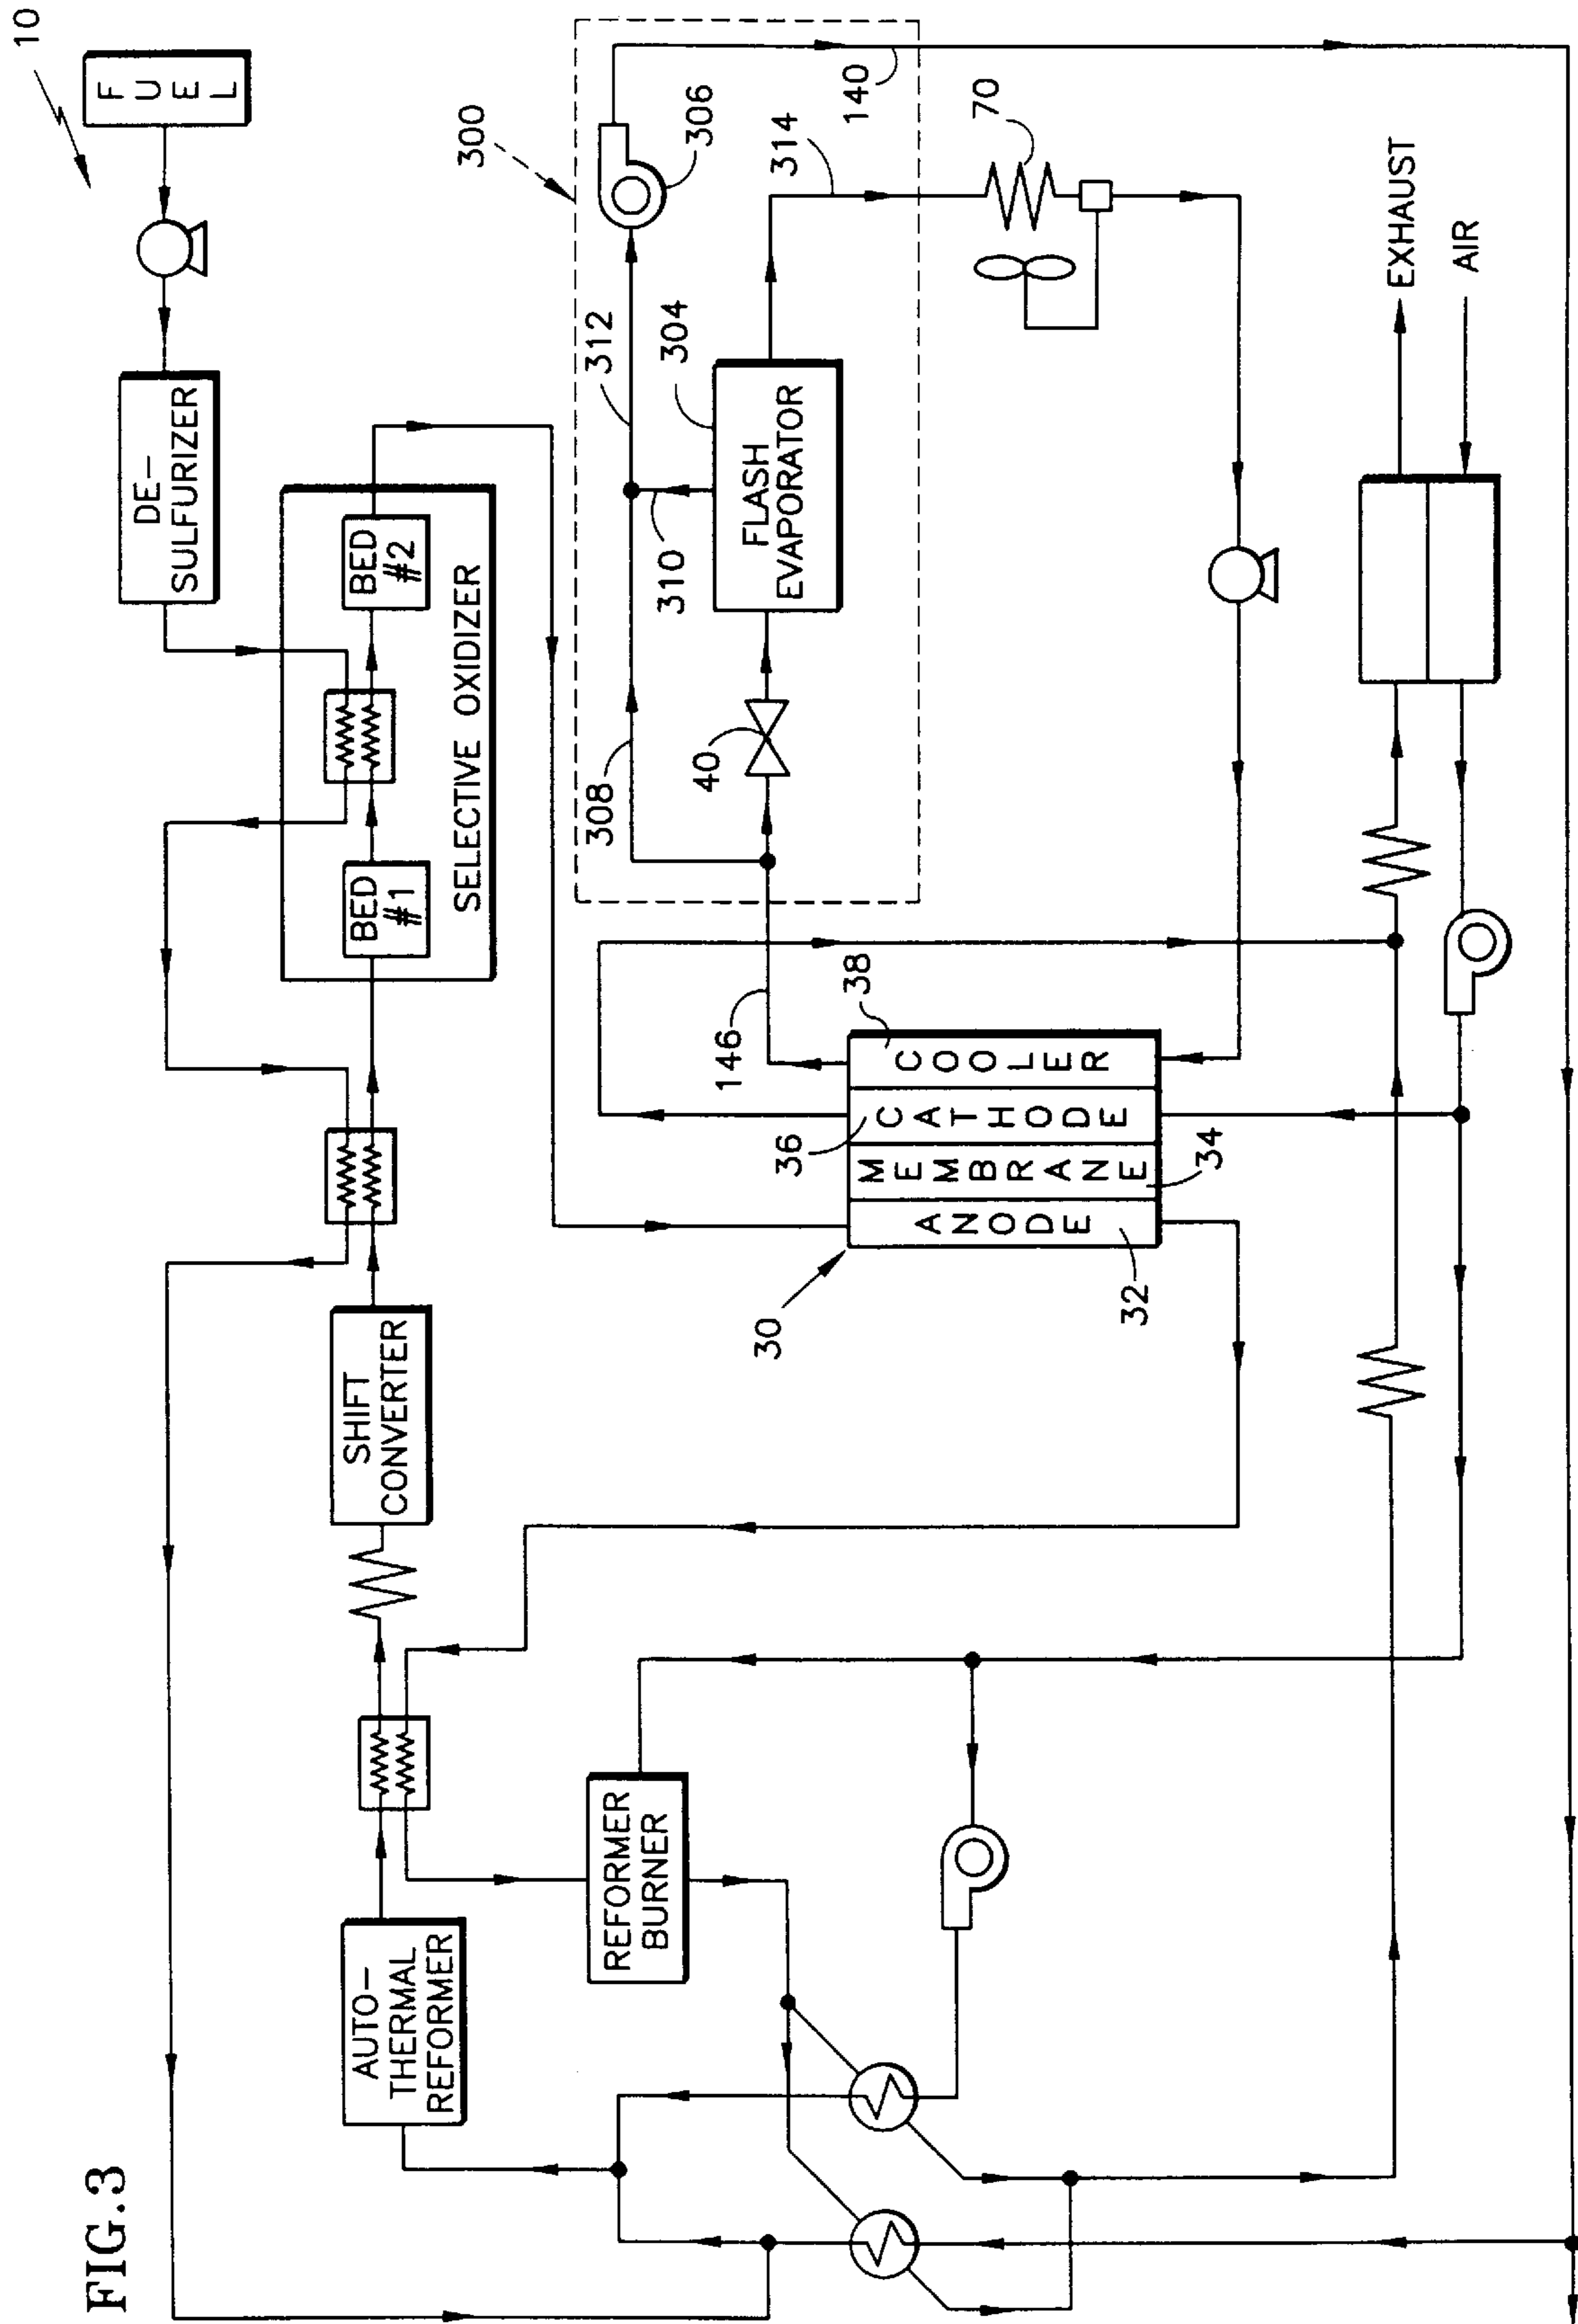 FIG.3
10
FUEL
DE-
SULFURIZER
BED
#2
BED
#1
SELECTIVE OXIDIZER
SHIFT
CONVERTER
AUTO-
THERMAL
REFORMER
REFORMER
BURNER
300
306
140
312
304
314
70
310
308
FLASH
EVAPORATOR
40
146
38
36
COOLER
CATHODE
MEMBRANE
ANODE
34
32
30
EXHAUST
AIR